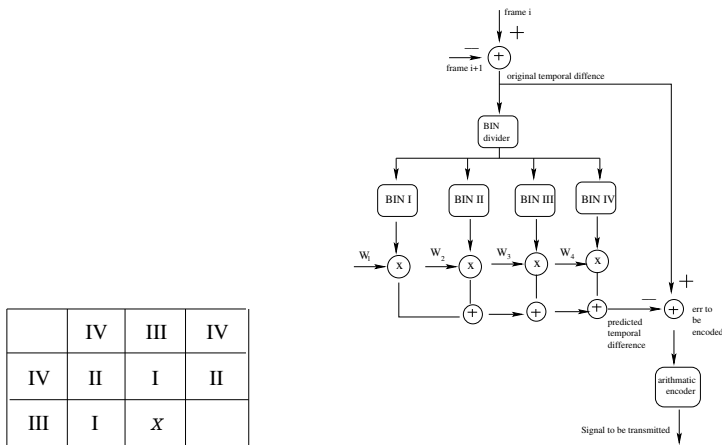 frame i
+
−
+
frame i+1
original temporal diffence
BIN
divider
BIN I
BIN II
BIN III
BIN IV
W1
x
W2
x
W3
x
W4
x
+
+
+
−
+
+
predicted
temporal
difference
err to
be
encoded
arithmatic
encoder
Signal to be transmitted
IV III IV
IV II I II
III I X